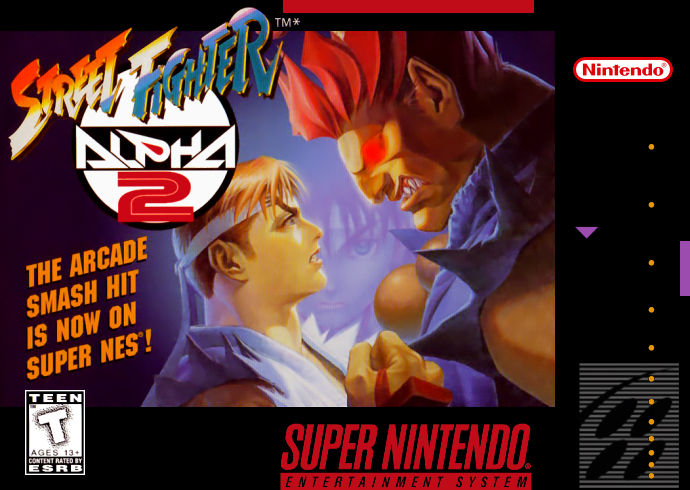 STREET FIGHTER TM*
ALPHA
2
Nintendo®
THE ARCADE
SMASH HIT
IS NOW ON
SUPER NES®!
TEEN
TM
T
AGES 13+
CONTENT RATED BY
ESRB
SUPER NINTENDO®
ENTERTAINMENT SYSTEM